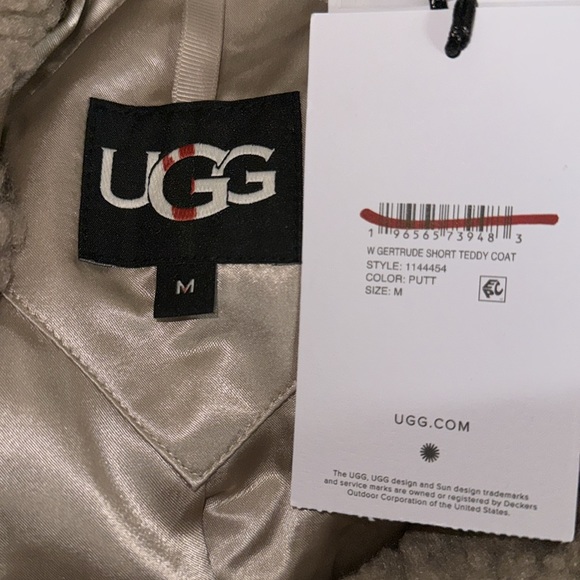 UGG
M
1 96565 73948 3
W GERTRUDE SHORT TEDDY COAT
STYLE: 1144454
COLOR: PUTT
SIZE: M
UGG.COM
The UGG, UGG design and Sun design trademarks
and service marks are owned or registered by Deckers
Outdoor Corporation of the United States.